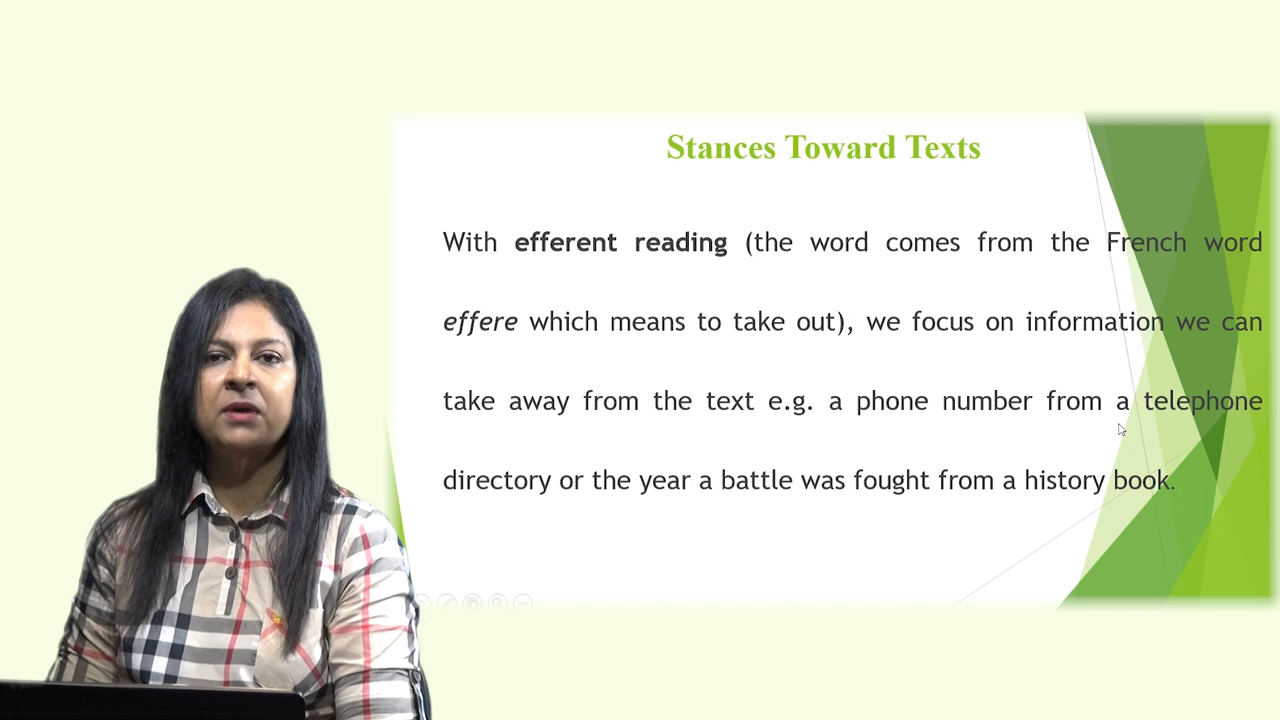 Stances Toward Texts
With efferent reading (the word comes from the French word
effere which means to take out), we focus on information we can
take away from the text e.g. a phone number from a telephone
directory or the year a battle was fought from a history book.